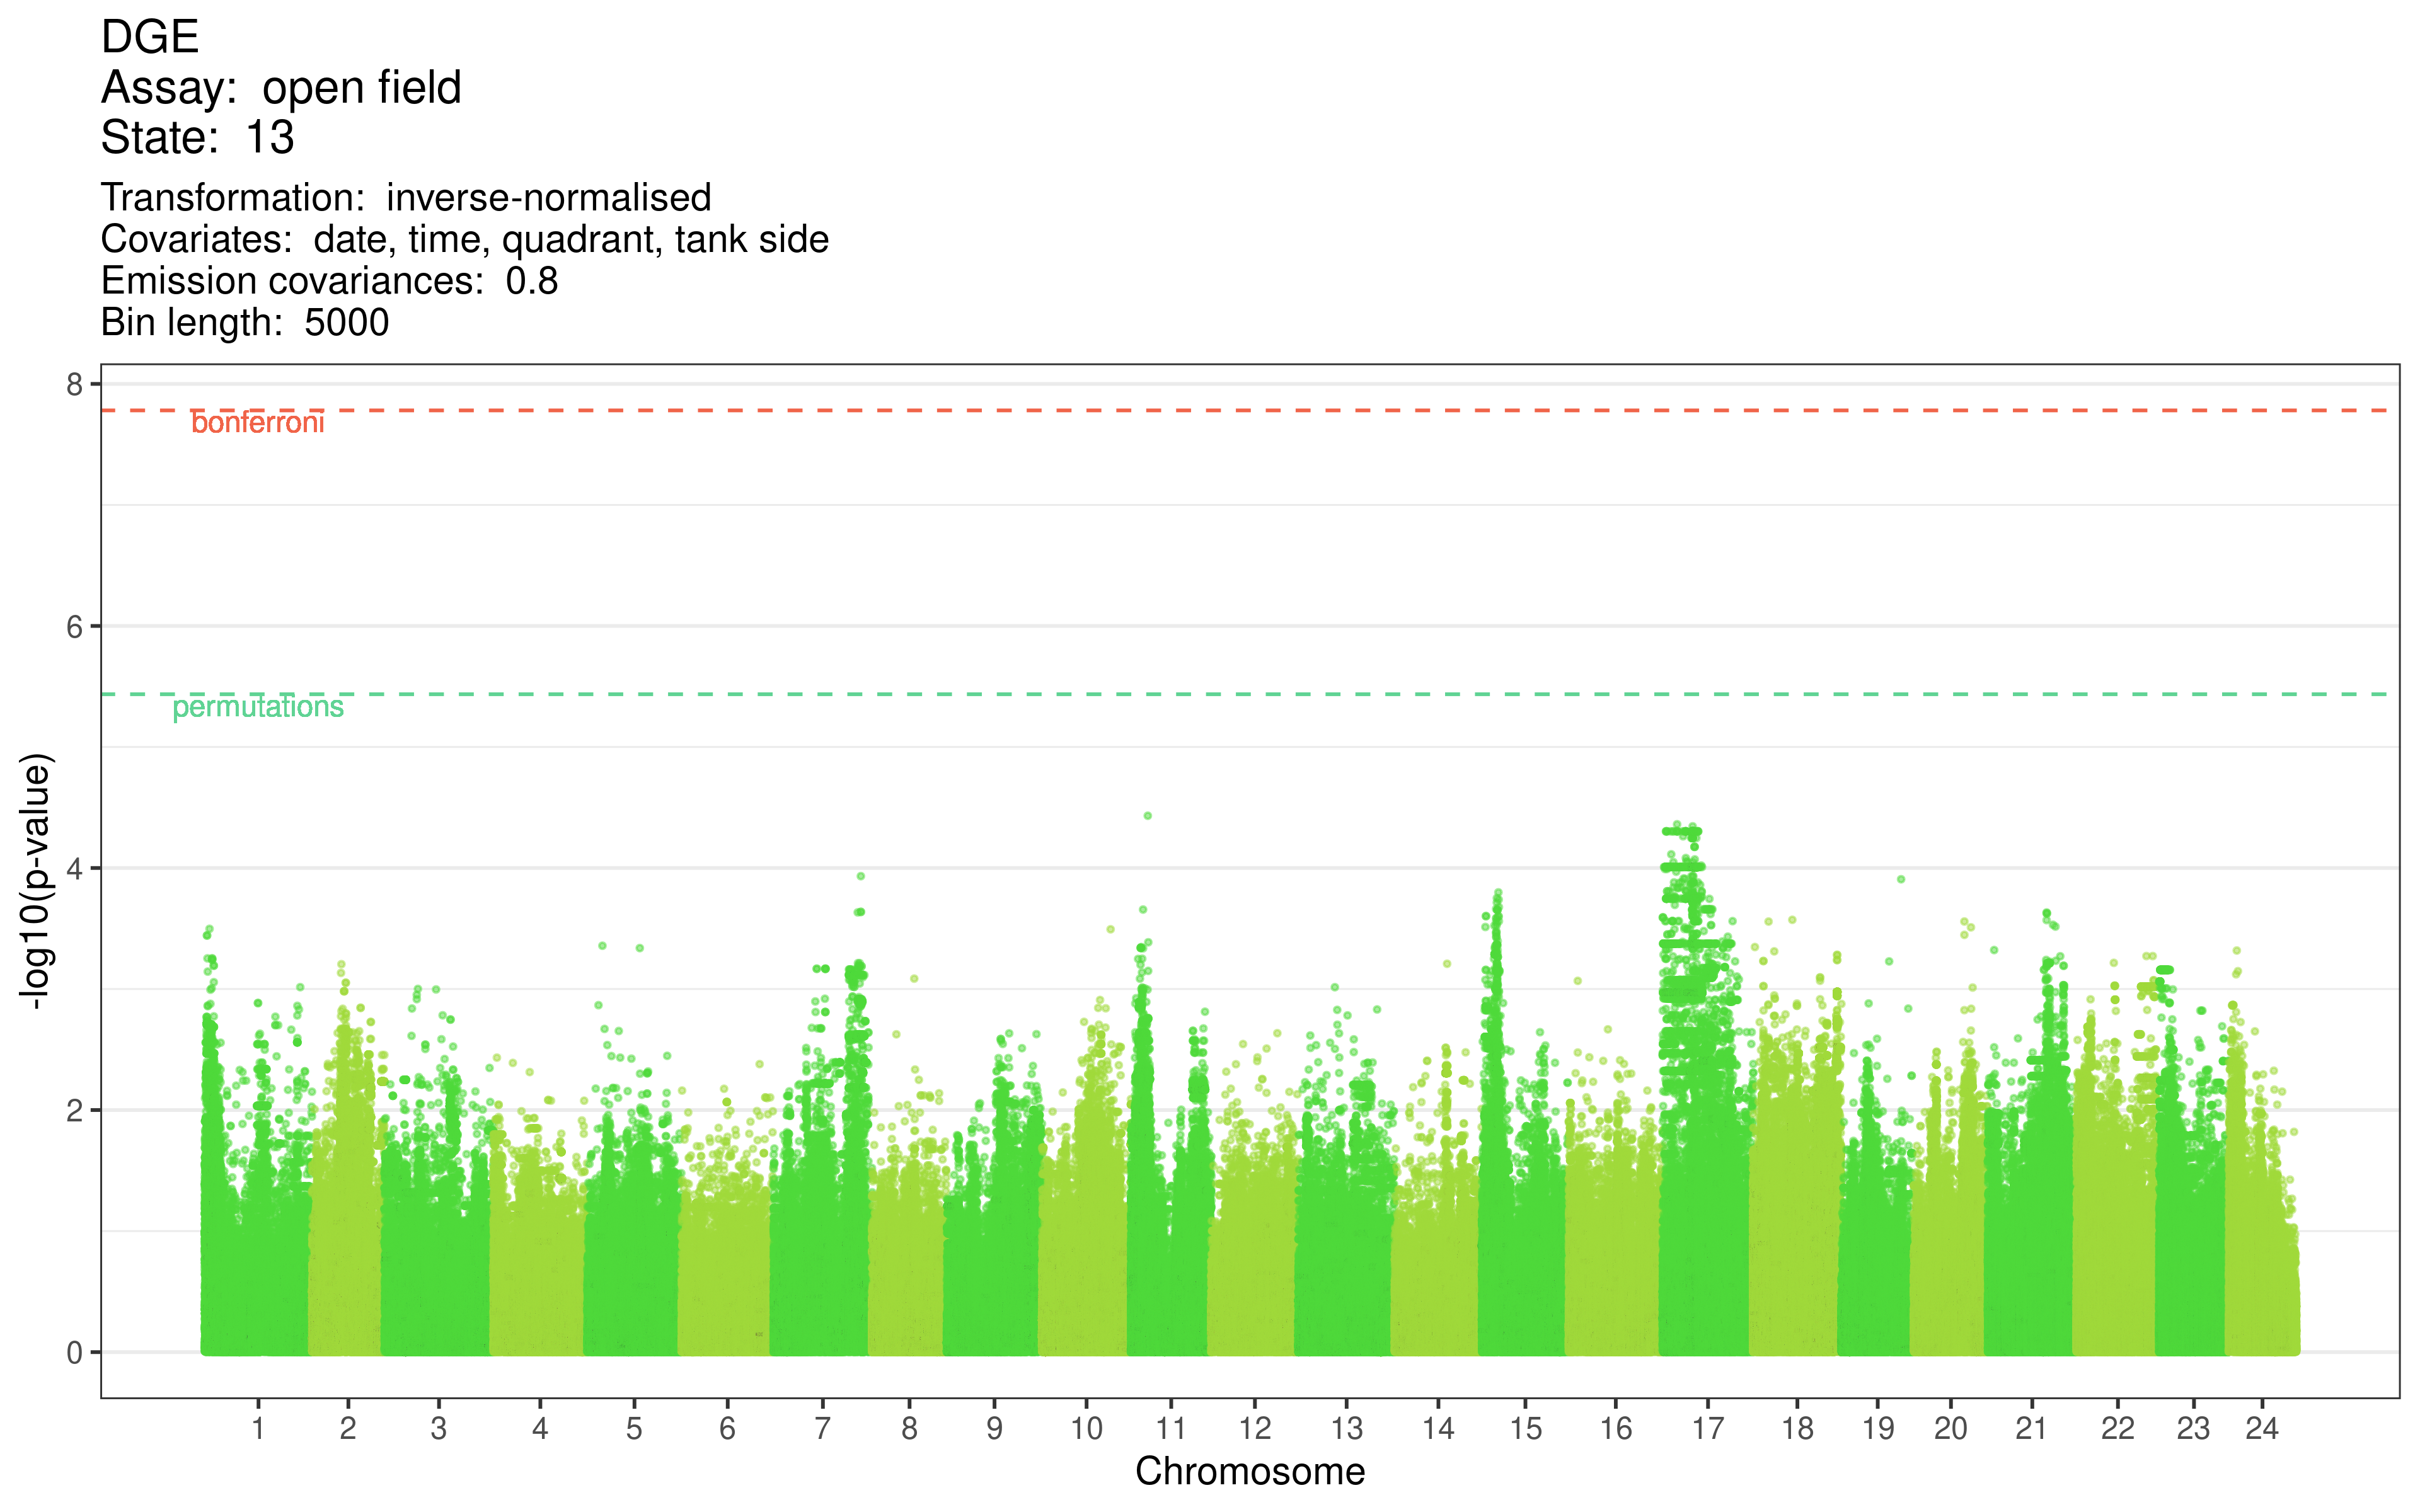 DGE
Assay: open field
State: 13
Transformation: inverse-normalised
Covariates: date, time, quadrant, tank side
Emission covariances: 0.8
Bin length: 5000
8
bonferroni
6
permutations
4
2
0
-log10(p-value)
1 2 3 4 5 6 7 8 9 10 11 12 13 14 15 16 17 18 19 20 21 22 23 24
Chromosome